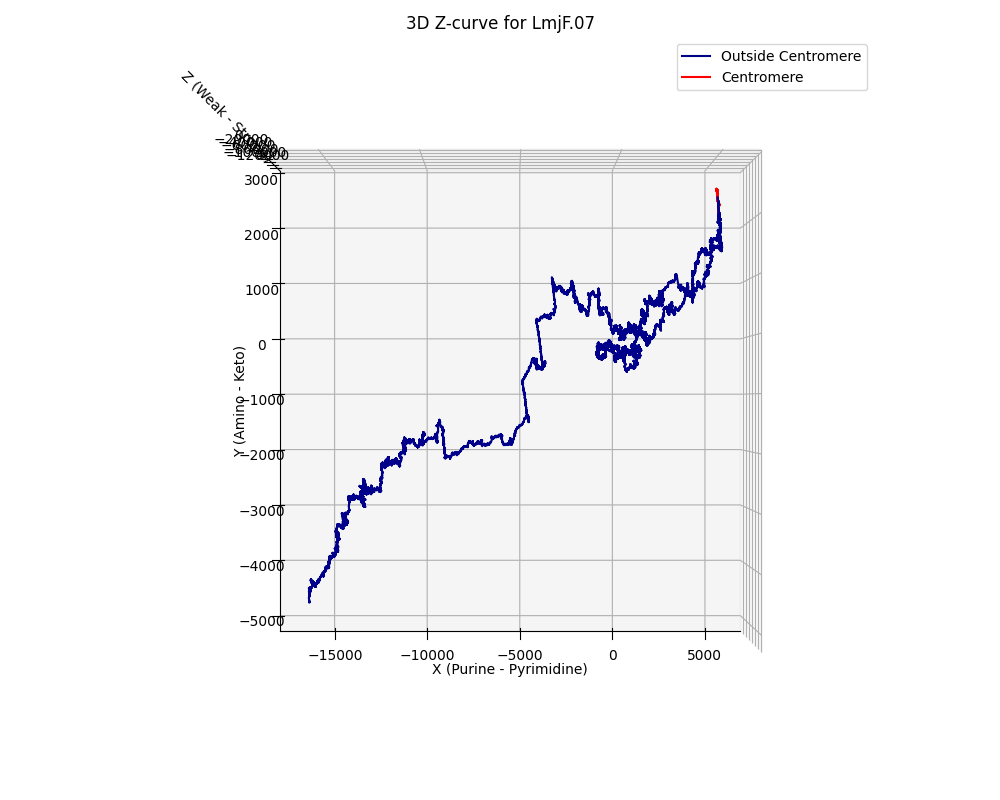 3D Z-curve for LmjF.07
Outside Centromere
Centromere
Z (Weak - 
3000
2000
1000
0
−1000
−2000
−3000
−4000
−5000
Y (Amino - Keto)
−15000 −10000 −5000 0 5000
X (Purine - Pyrimidine)